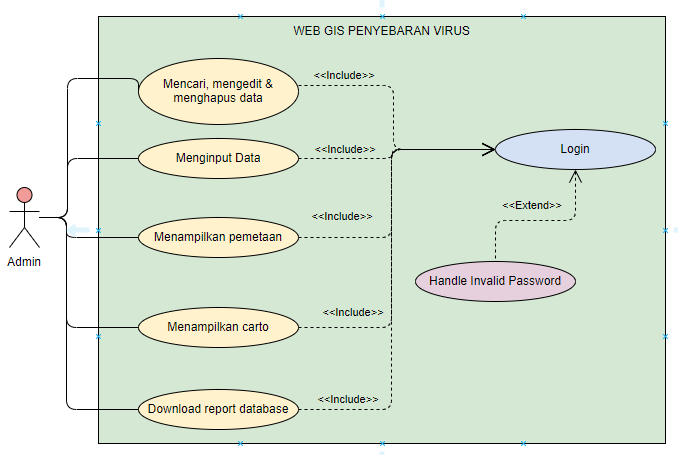 WEB GIS PENYEBARAN VIRUS
Mencari, mengedit &
menghapus data
<<Include>>
Menginput Data
<<Include>>
Login
Menampilkan pemetaan
<<Include>>
<<Extend>>
Admin
Handle Invalid Password
Menampilkan carto
<<Include>>
Download report database
<<Include>>